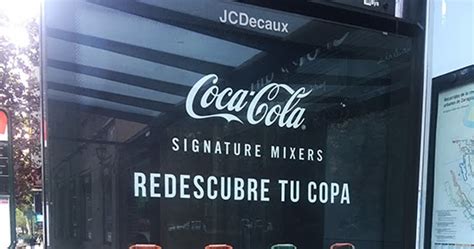 JCDecaux
Coca-Cola
SIGNATURE MIXERS
REDESCUBRE TU COPA